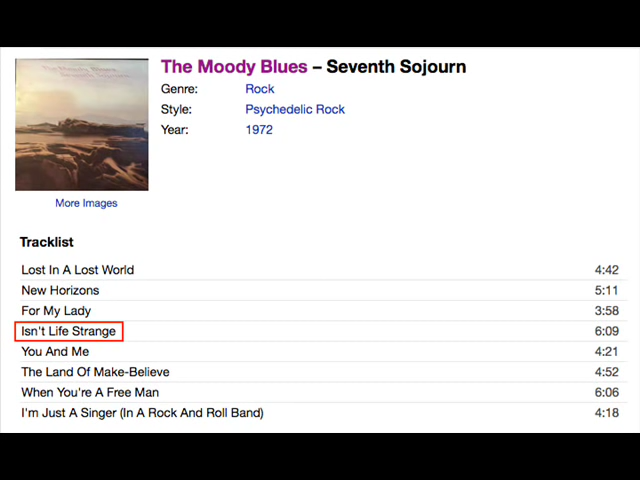 The Moody Blues – Seventh Sojourn
Genre: Rock
Style: Psychedelic Rock
Year: 1972
More Images
Tracklist
Lost In A Lost World 4:42
New Horizons 5:11
For My Lady 3:58
Isn't Life Strange 6:09
You And Me 4:21
The Land Of Make-Believe 4:52
When You're A Free Man 6:06
I'm Just A Singer (In A Rock And Roll Band) 4:18